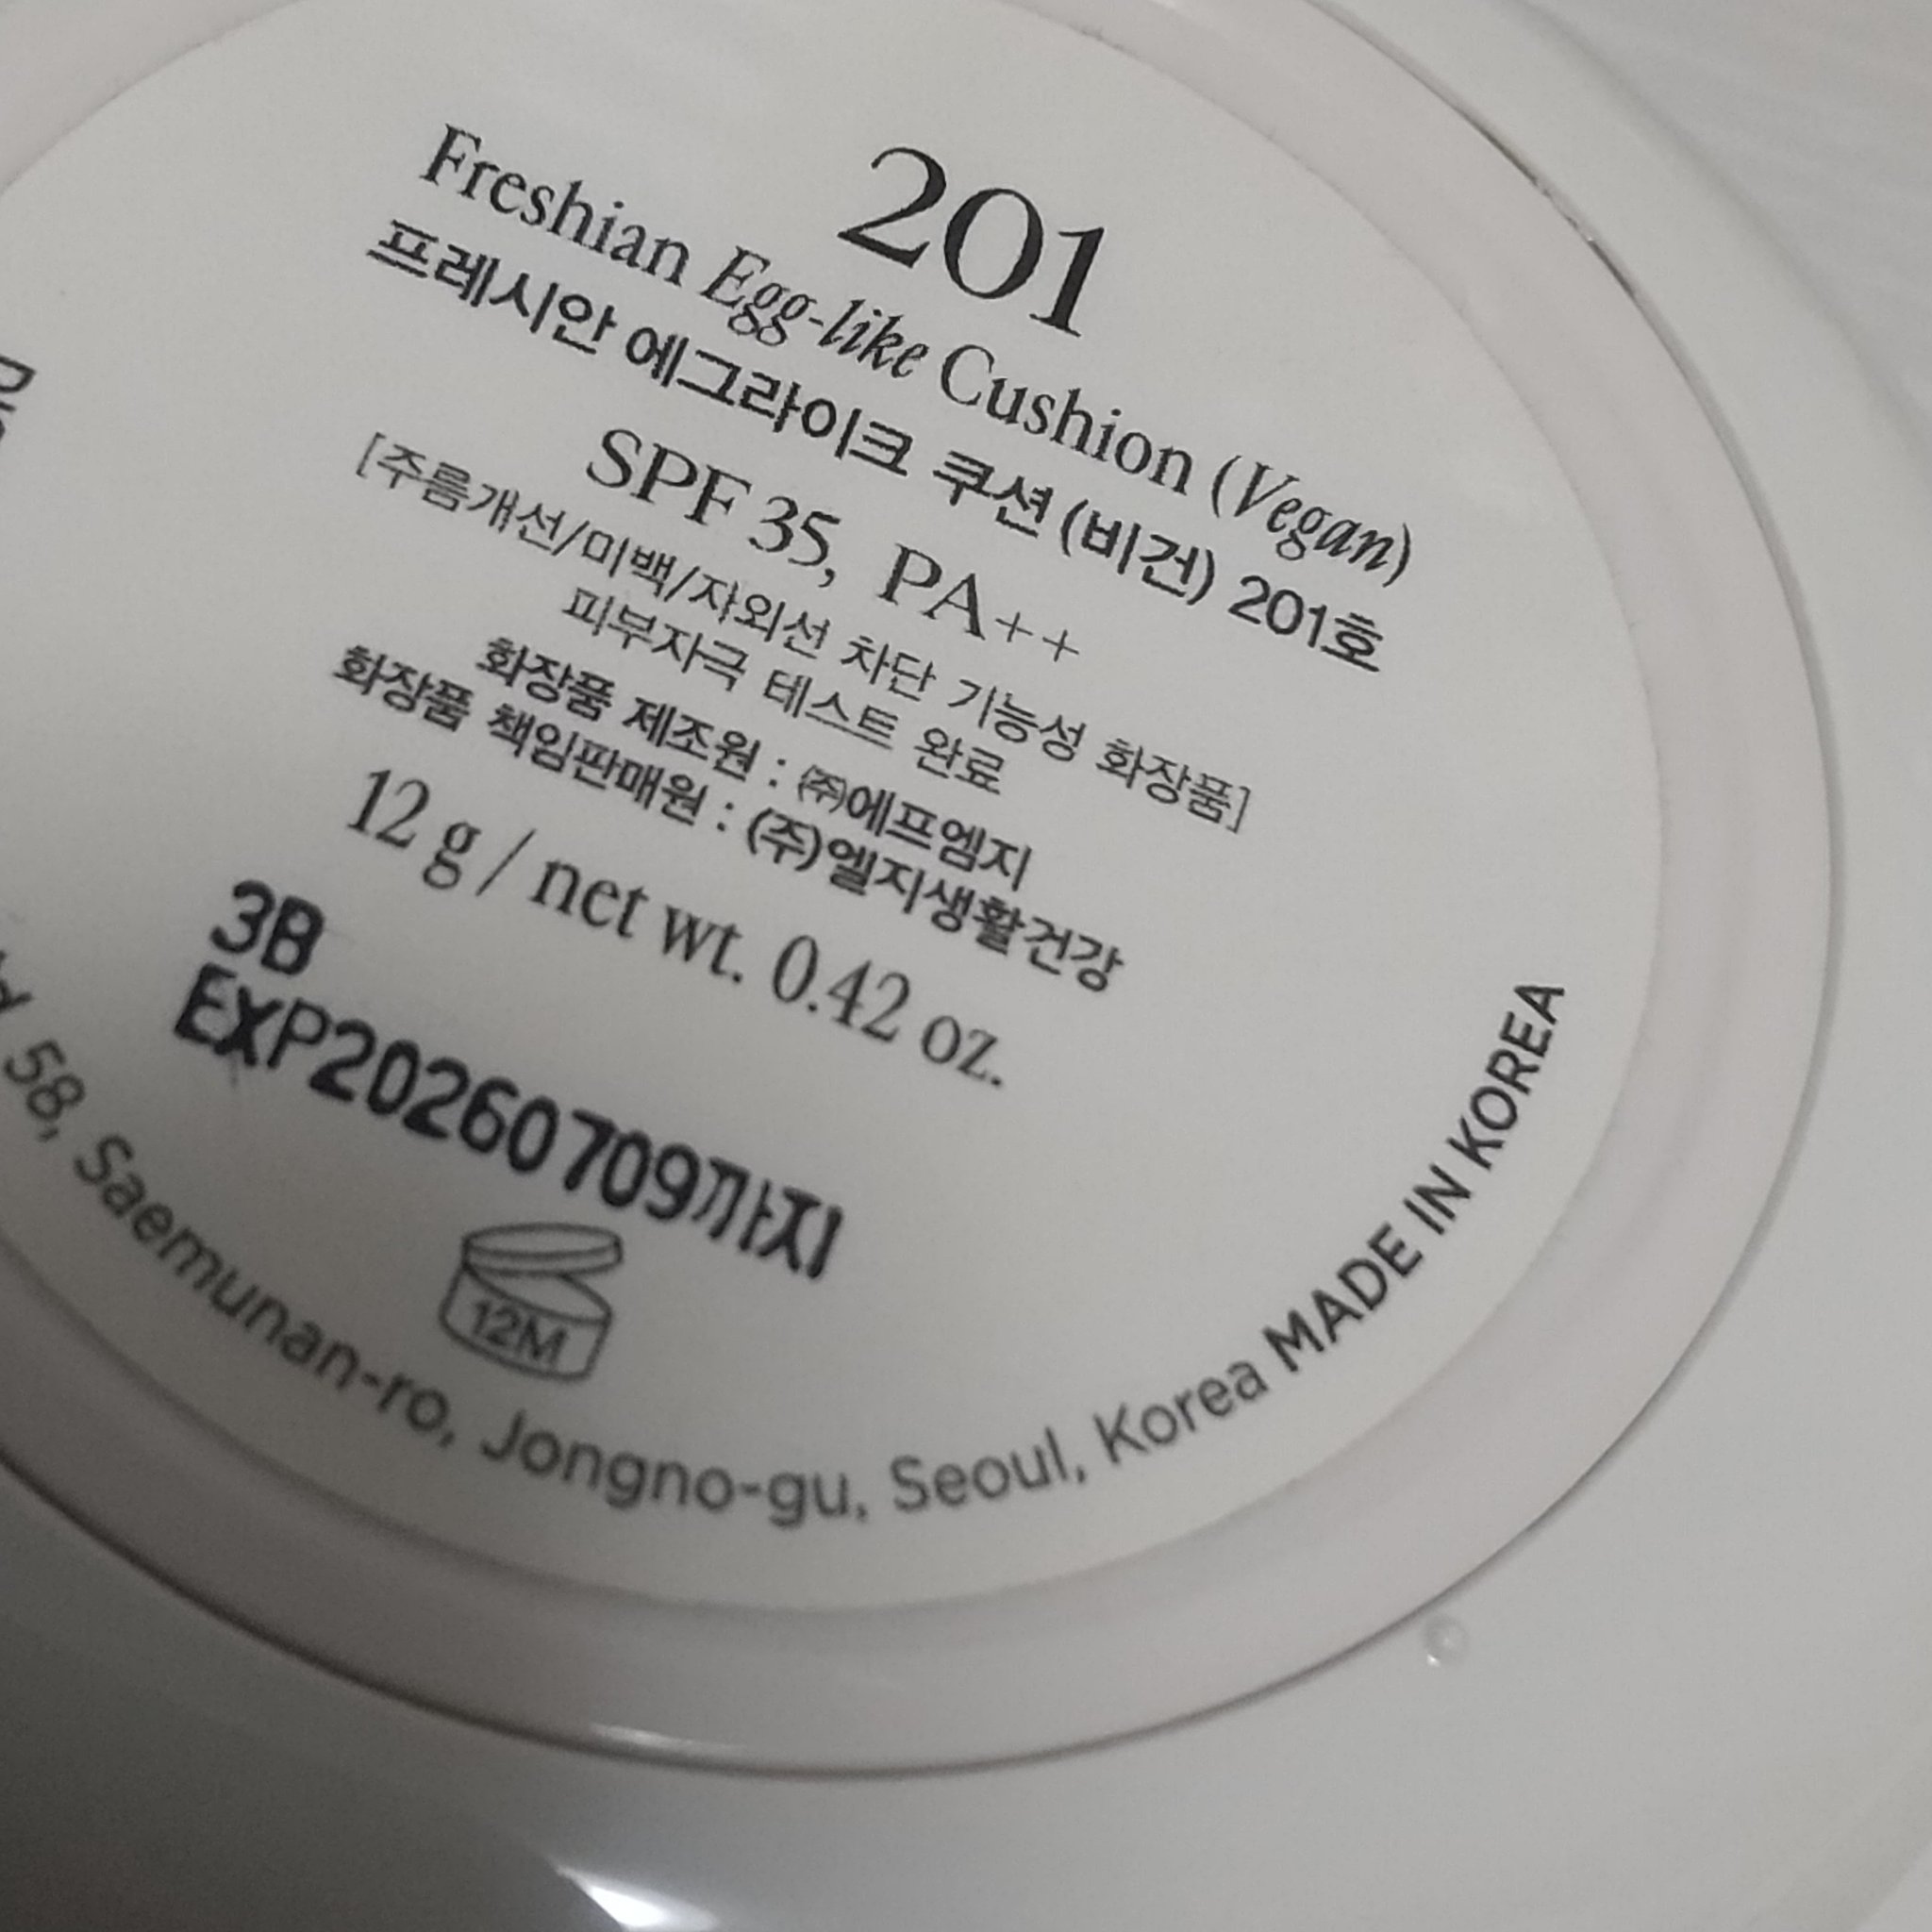 201
Freshian Egg-like Cushion (Vegan)
프레시안 에그라이크 쿠션 (비건) 201호
SPF 35, PA++
[주름개선/미백/자외선 차단 기능성 화장품]
피부자극 테스트 완료
화장품 제조원 : ㈜에프엠지
화장품 책임판매원 : (주)엘지생활건강
12 g / net wt. 0.42 oz.
3B
EXP20260709까지
12M
58, Saemunan-ro, Jongno-gu, Seoul, Korea MADE IN KOREA